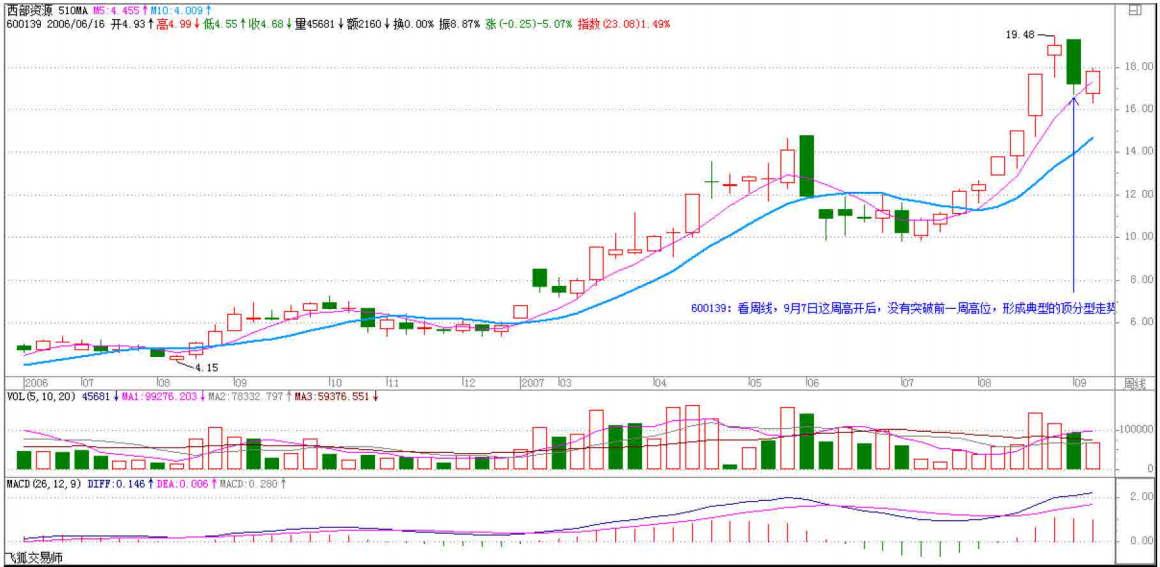 西部资源 510MA M5:4.455↑M10:4.009↑
600139 2006/06/16 开4.93↑高4.99↓低4.55↑收4.68↓量45681↓额2160↓换0.00% 振8.87% 涨(-0.25)-5.07% 指数(23.08)1.49%
19.48
18.00
16.00
14.00
12.00
10.00
8.00
600139：看周线，9月7日这周高开后，没有突破前一周高位，形成典型的顶分型走势
6.00
4.15
2006 07 08 09 10 11 12 2007 03 04 05 06 07 08 09 周线
VOL(5,10,20) 45681↓MA1:99276.203↓MA2:78332.797↑MA3:59376.551↓
100000
0
MACD(26,12,9) DIFF:0.146↑DEA:0.006↑MACD:0.280↑
2.00
0.00
飞狐交易师